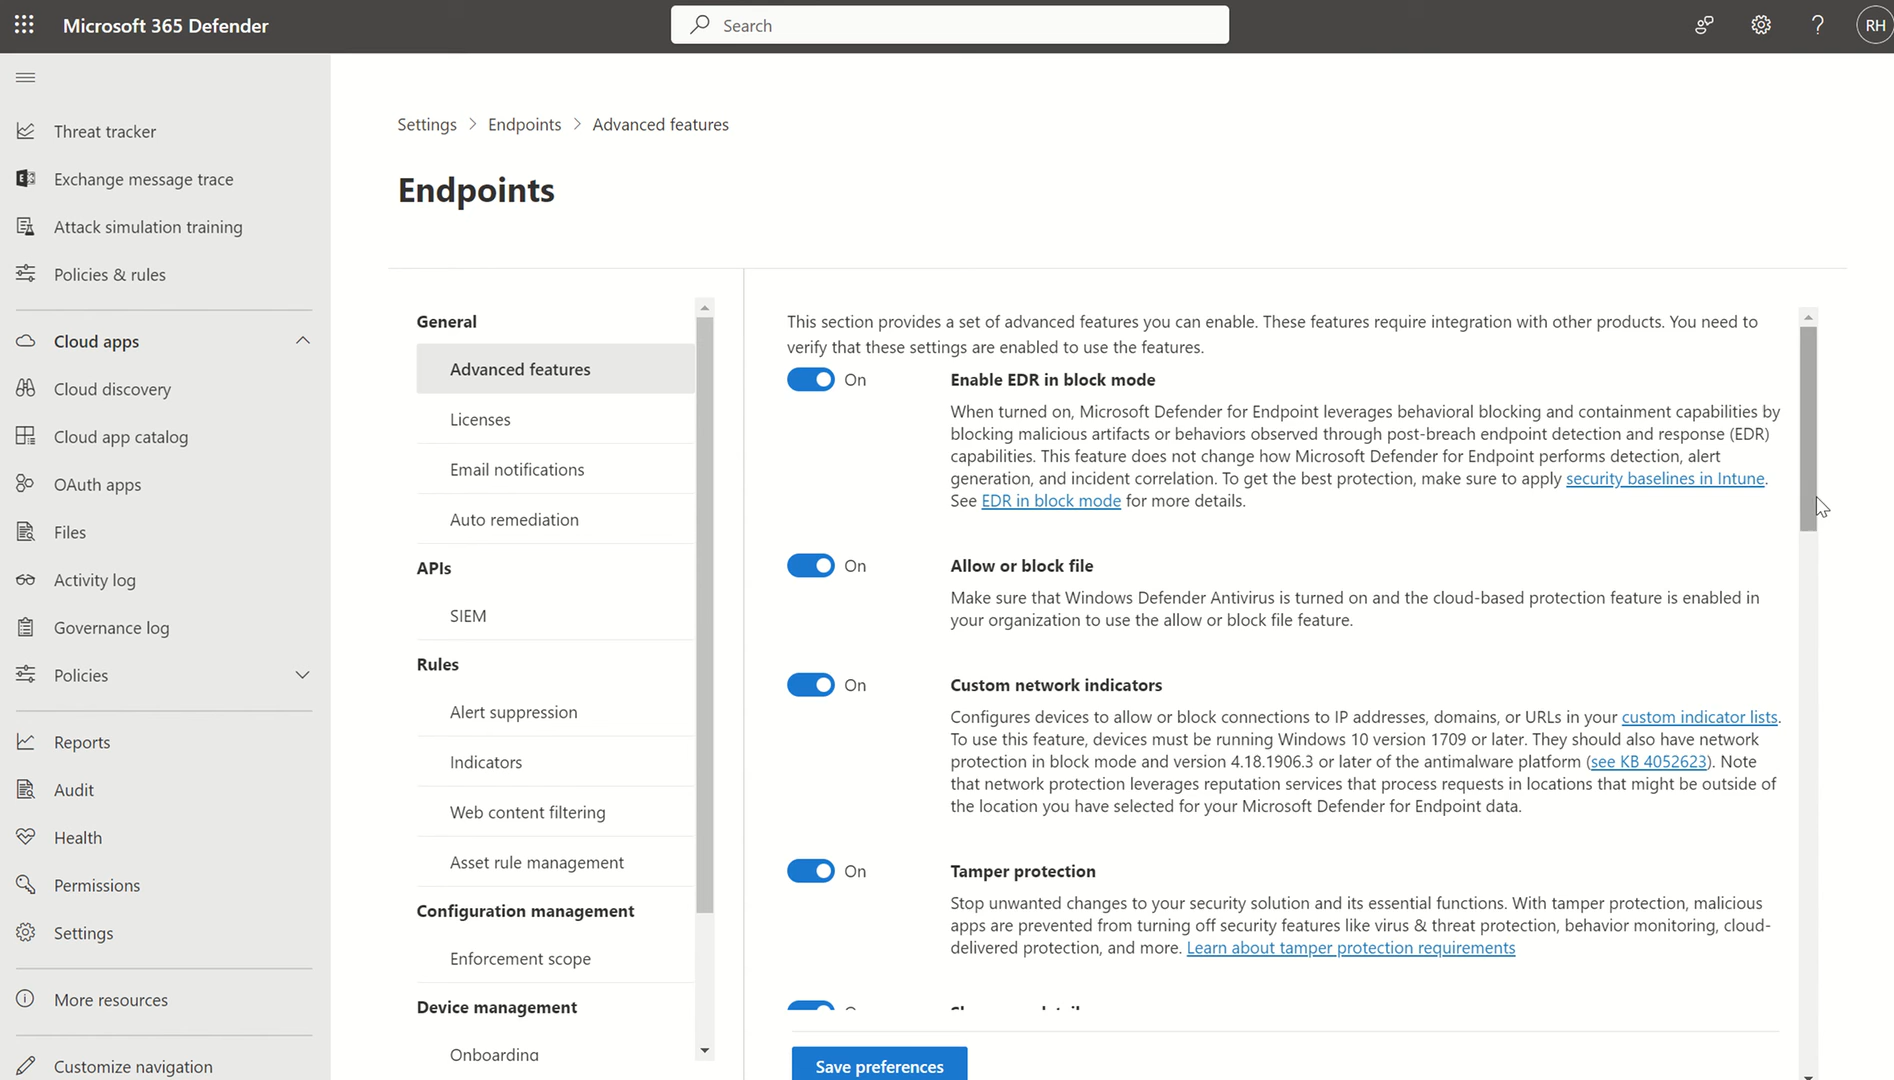 Microsoft 365 Defender
Search
RH
Threat tracker
Exchange message trace
Attack simulation training
Policies & rules
Cloud apps
Cloud discovery
Cloud app catalog
OAuth apps
Files
Activity log
Governance log
Policies
Reports
Audit
Health
Permissions
Settings
More resources
Customize navigation
Settings > Endpoints > Advanced features
Endpoints
General
Advanced features
Licenses
Email notifications
Auto remediation
APIs
SIEM
Rules
Alert suppression
Indicators
Web content filtering
Asset rule management
Configuration management
Enforcement scope
Device management
Onboarding
This section provides a set of advanced features you can enable. These features require integration with other products. You need to
verify that these settings are enabled to use the features.
On
Enable EDR in block mode
When turned on, Microsoft Defender for Endpoint leverages behavioral blocking and containment capabilities by
blocking malicious artifacts or behaviors observed through post-breach endpoint detection and response (EDR)
capabilities. This feature does not change how Microsoft Defender for Endpoint performs detection, alert
generation, and incident correlation. To get the best protection, make sure to apply security baselines in Intune.
See EDR in block mode for more details.
On
Allow or block file
Make sure that Windows Defender Antivirus is turned on and the cloud-based protection feature is enabled in
your organization to use the allow or block file feature.
On
Custom network indicators
Configures devices to allow or block connections to IP addresses, domains, or URLs in your custom indicator lists.
To use this feature, devices must be running Windows 10 version 1709 or later. They should also have network
protection in block mode and version 4.18.1906.3 or later of the antimalware platform (see KB 4052623). Note
that network protection leverages reputation services that process requests in locations that might be outside of
the location you have selected for your Microsoft Defender for Endpoint data.
On
Tamper protection
Stop unwanted changes to your security solution and its essential functions. With tamper protection, malicious
apps are prevented from turning off security features like virus & threat protection, behavior monitoring, cloud-
delivered protection, and more. Learn about tamper protection requirements
Save preferences